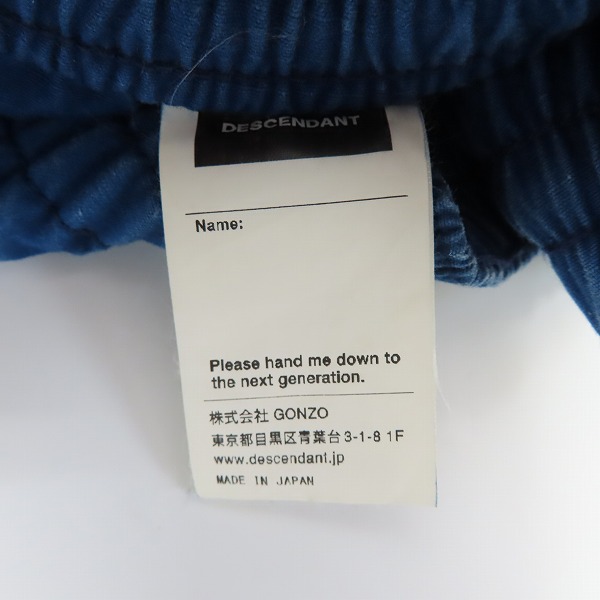 DESCENDANT
Name:
Please hand me down to
the next generation.
株式会社 GONZO
東京都目黒区青葉台3-1-8 1F
www.descendant.jp
MADE IN JAPAN